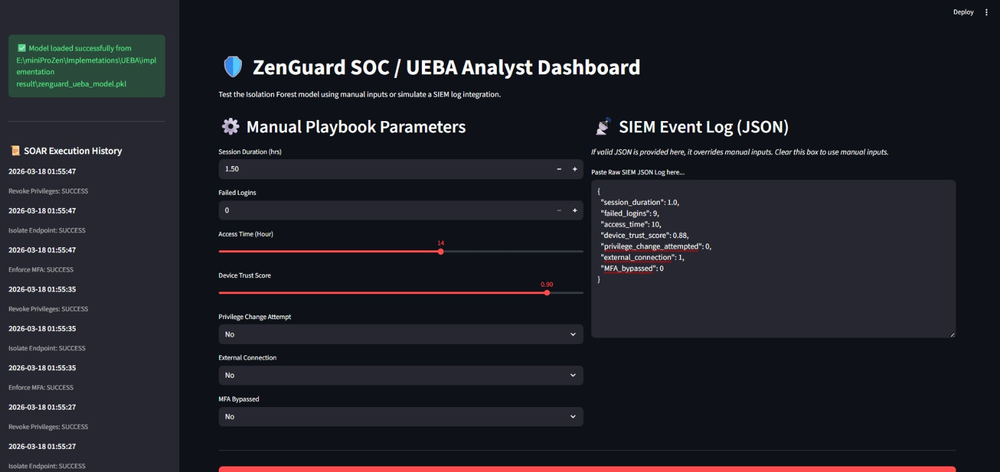 Deploy
Model loaded successfully from
E:\miniProZen\Implemetations\UEBA\impl
ementation
result\zenguard_ueba_model.pkl
SOAR Execution History
2026-03-18 01:55:47
Revoke Privileges: SUCCESS
2026-03-18 01:55:47
Isolate Endpoint: SUCCESS
2026-03-18 01:55:47
Enforce MFA: SUCCESS
2026-03-18 01:55:35
Revoke Privileges: SUCCESS
2026-03-18 01:55:35
Isolate Endpoint: SUCCESS
2026-03-18 01:55:35
Enforce MFA: SUCCESS
2026-03-18 01:55:27
Revoke Privileges: SUCCESS
2026-03-18 01:55:27
Isolate Endpoint: SUCCESS
ZenGuard SOC / UEBA Analyst Dashboard
Test the Isolation Forest model using manual inputs or simulate a SIEM log integration.
Manual Playbook Parameters
Session Duration (hrs)
1.50
Failed Logins
0
Access Time (Hour)
14
Device Trust Score
0.90
Privilege Change Attempt
No
External Connection
No
MFA Bypassed
No
SIEM Event Log (JSON)
If valid JSON is provided here, it overrides manual inputs. Clear this box to use manual inputs.
Paste Raw SIEM JSON Log here...
{
"session_duration": 1.0,
"failed_logins": 9,
"access_time": 10,
"device_trust_score": 0.88,
"privilege_change_attempted": 0,
"external_connection": 1,
"MFA_bypassed": 0
}